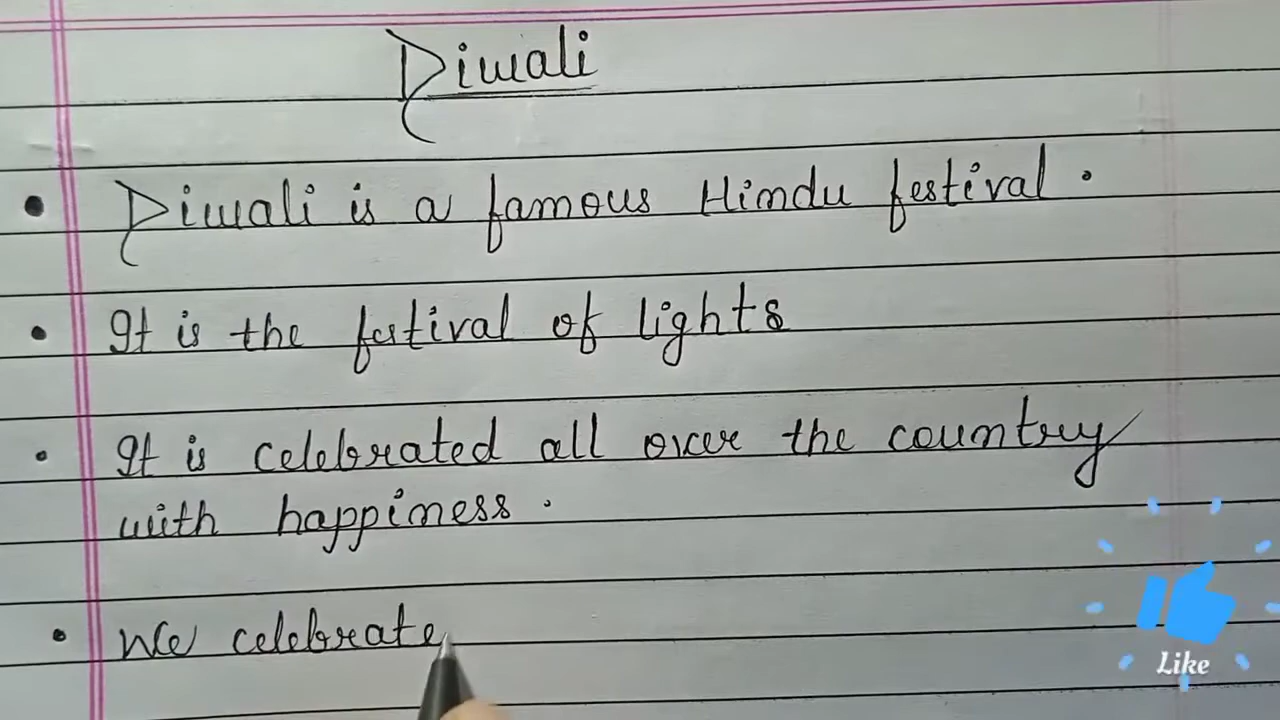 Diwali
• Diwali is a famous Hindu festival.
• It is the festival of lights
• It is celebrated all over the country
with happiness.
• We celebrate
Like